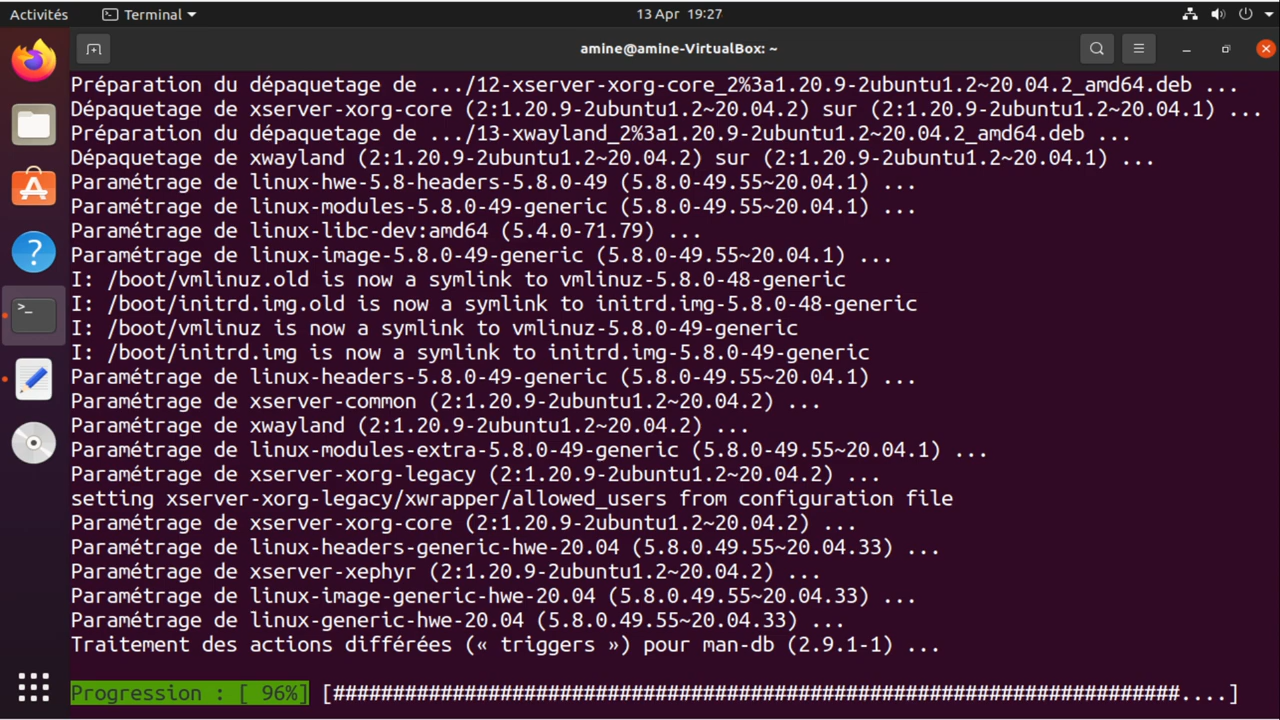 Activités
Terminal
13 Apr 19:27
amine@amine-VirtualBox: ~
Préparation du dépaquetage de .../12-xserver-xorg-core_2%3a1.20.9-2ubuntu1.2~20.04.2_amd64.deb ...
Dépaquetage de xserver-xorg-core (2:1.20.9-2ubuntu1.2~20.04.2) sur (2:1.20.9-2ubuntu1.2~20.04.1) ...
Préparation du dépaquetage de .../13-xwayland_2%3a1.20.9-2ubuntu1.2~20.04.2_amd64.deb ...
Dépaquetage de xwayland (2:1.20.9-2ubuntu1.2~20.04.2) sur (2:1.20.9-2ubuntu1.2~20.04.1) ...
Paramétrage de linux-hwe-5.8-headers-5.8.0-49 (5.8.0-49.55~20.04.1) ...
Paramétrage de linux-modules-5.8.0-49-generic (5.8.0-49.55~20.04.1) ...
Paramétrage de linux-libc-dev:amd64 (5.4.0-71.79) ...
Paramétrage de linux-image-5.8.0-49-generic (5.8.0-49.55~20.04.1) ...
I: /boot/vmlinuz.old is now a symlink to vmlinuz-5.8.0-48-generic
I: /boot/initrd.img.old is now a symlink to initrd.img-5.8.0-48-generic
I: /boot/vmlinuz is now a symlink to vmlinuz-5.8.0-49-generic
I: /boot/initrd.img is now a symlink to initrd.img-5.8.0-49-generic
Paramétrage de linux-headers-5.8.0-49-generic (5.8.0-49.55~20.04.1) ...
Paramétrage de xserver-common (2:1.20.9-2ubuntu1.2~20.04.2) ...
Paramétrage de xwayland (2:1.20.9-2ubuntu1.2~20.04.2) ...
Paramétrage de linux-modules-extra-5.8.0-49-generic (5.8.0-49.55~20.04.1) ...
Paramétrage de xserver-xorg-legacy (2:1.20.9-2ubuntu1.2~20.04.2) ...
setting xserver-xorg-legacy/xwrapper/allowed_users from configuration file
Paramétrage de xserver-xorg-core (2:1.20.9-2ubuntu1.2~20.04.2) ...
Paramétrage de linux-headers-generic-hwe-20.04 (5.8.0.49.55~20.04.33) ...
Paramétrage de xserver-xephyr (2:1.20.9-2ubuntu1.2~20.04.2) ...
Paramétrage de linux-image-generic-hwe-20.04 (5.8.0.49.55~20.04.33) ...
Paramétrage de linux-generic-hwe-20.04 (5.8.0.49.55~20.04.33) ...
Traitement des actions différées (« triggers ») pour man-db (2.9.1-1) ...
Progression : [ 96%] [#######################################################################....]